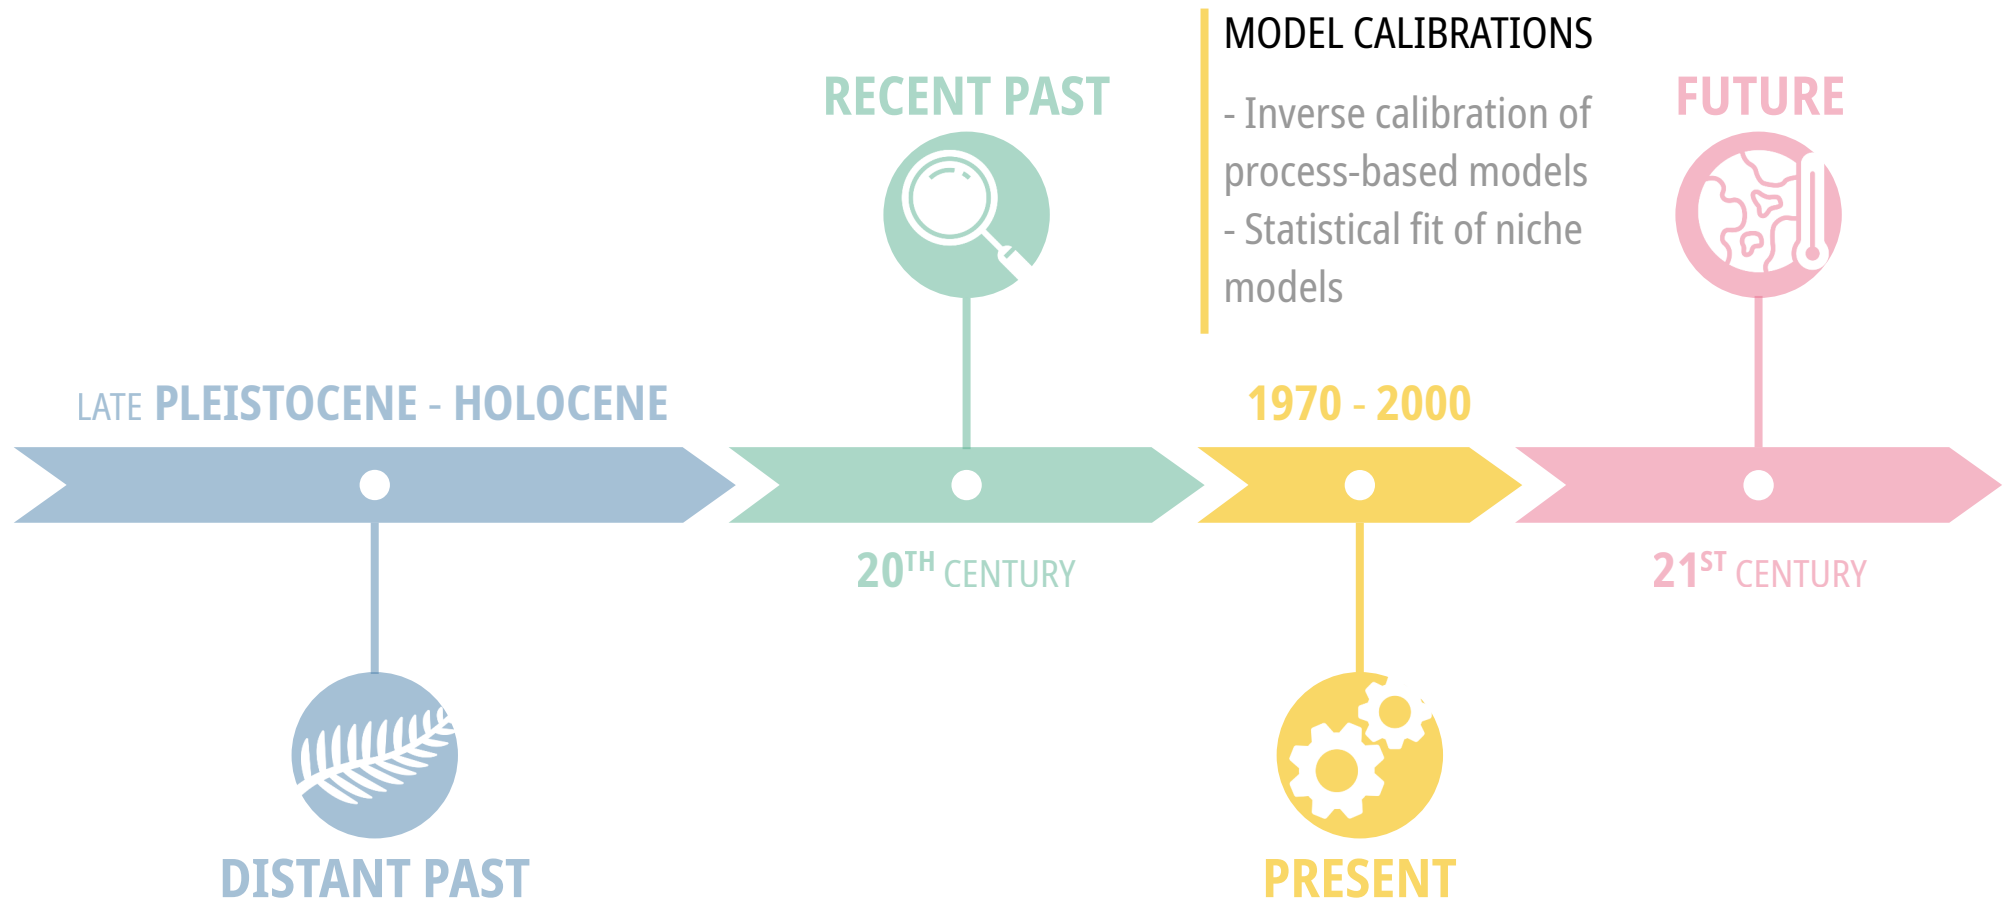 MODEL CALIBRATIONS
- Inverse calibration of
process-based models
- Statistical fit of niche
models
RECENT PAST
FUTURE
LATE PLEISTOCENE - HOLOCENE
1970 - 2000
20TH CENTURY
21ST CENTURY
DISTANT PAST
PRESENT